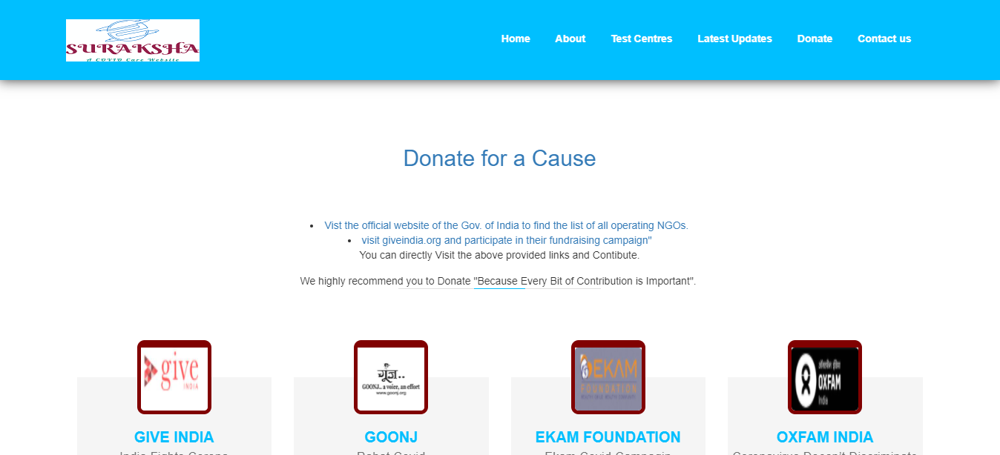 SURAKSHA
A COVID Care Website
Home About Test Centres Latest Updates Donate Contact us
Donate for a Cause
Vist the official website of the Gov. of India to find the list of all operating NGOs.
visit giveindia.org and participate in their fundraising campaign"
You can directly Visit the above provided links and Contibute.
We highly recommend you to Donate "Because Every Bit of Contribution is Important".
give
INDIA
गूंज..
GOONJ.. a voice, an effort
www.goonj.org
EKAM
FOUNDATION
ऑक्सफैम इंडिया
OXFAM
India
GIVE INDIA GOONJ EKAM FOUNDATION OXFAM INDIA
India Fights Corona Rahat Covid Ekam Covid Campagin Coronavirus Doesn't Discriminate